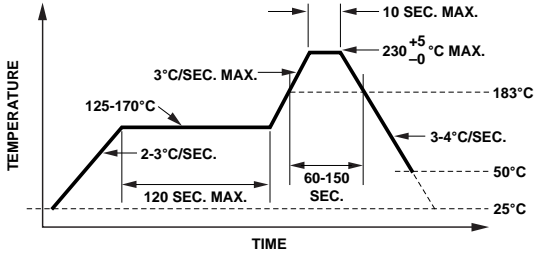 10 SEC. MAX.
230 +5 –0 °C MAX.
3°C/SEC. MAX.
183°C
125-170°C
TEMPERATURE
2-3°C/SEC.
3-4°C/SEC.
60-150
SEC.
50°C
120 SEC. MAX.
25°C
TIME